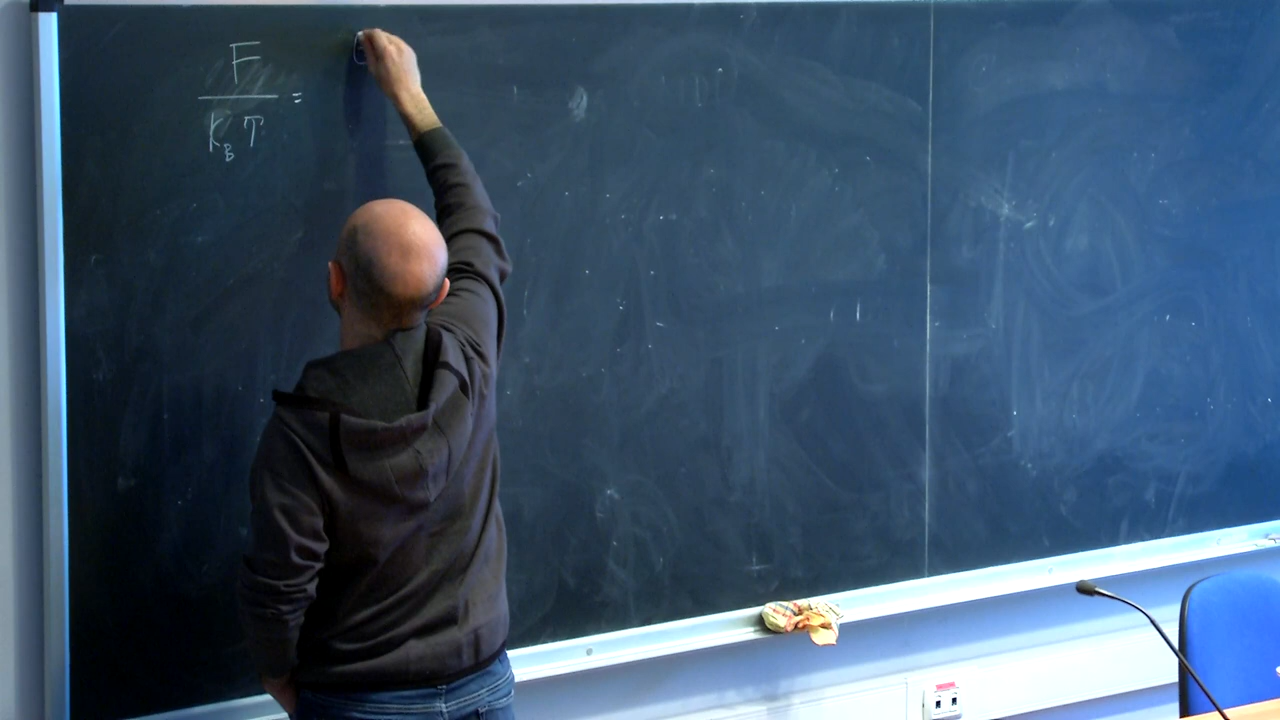 F
/
k_B T =